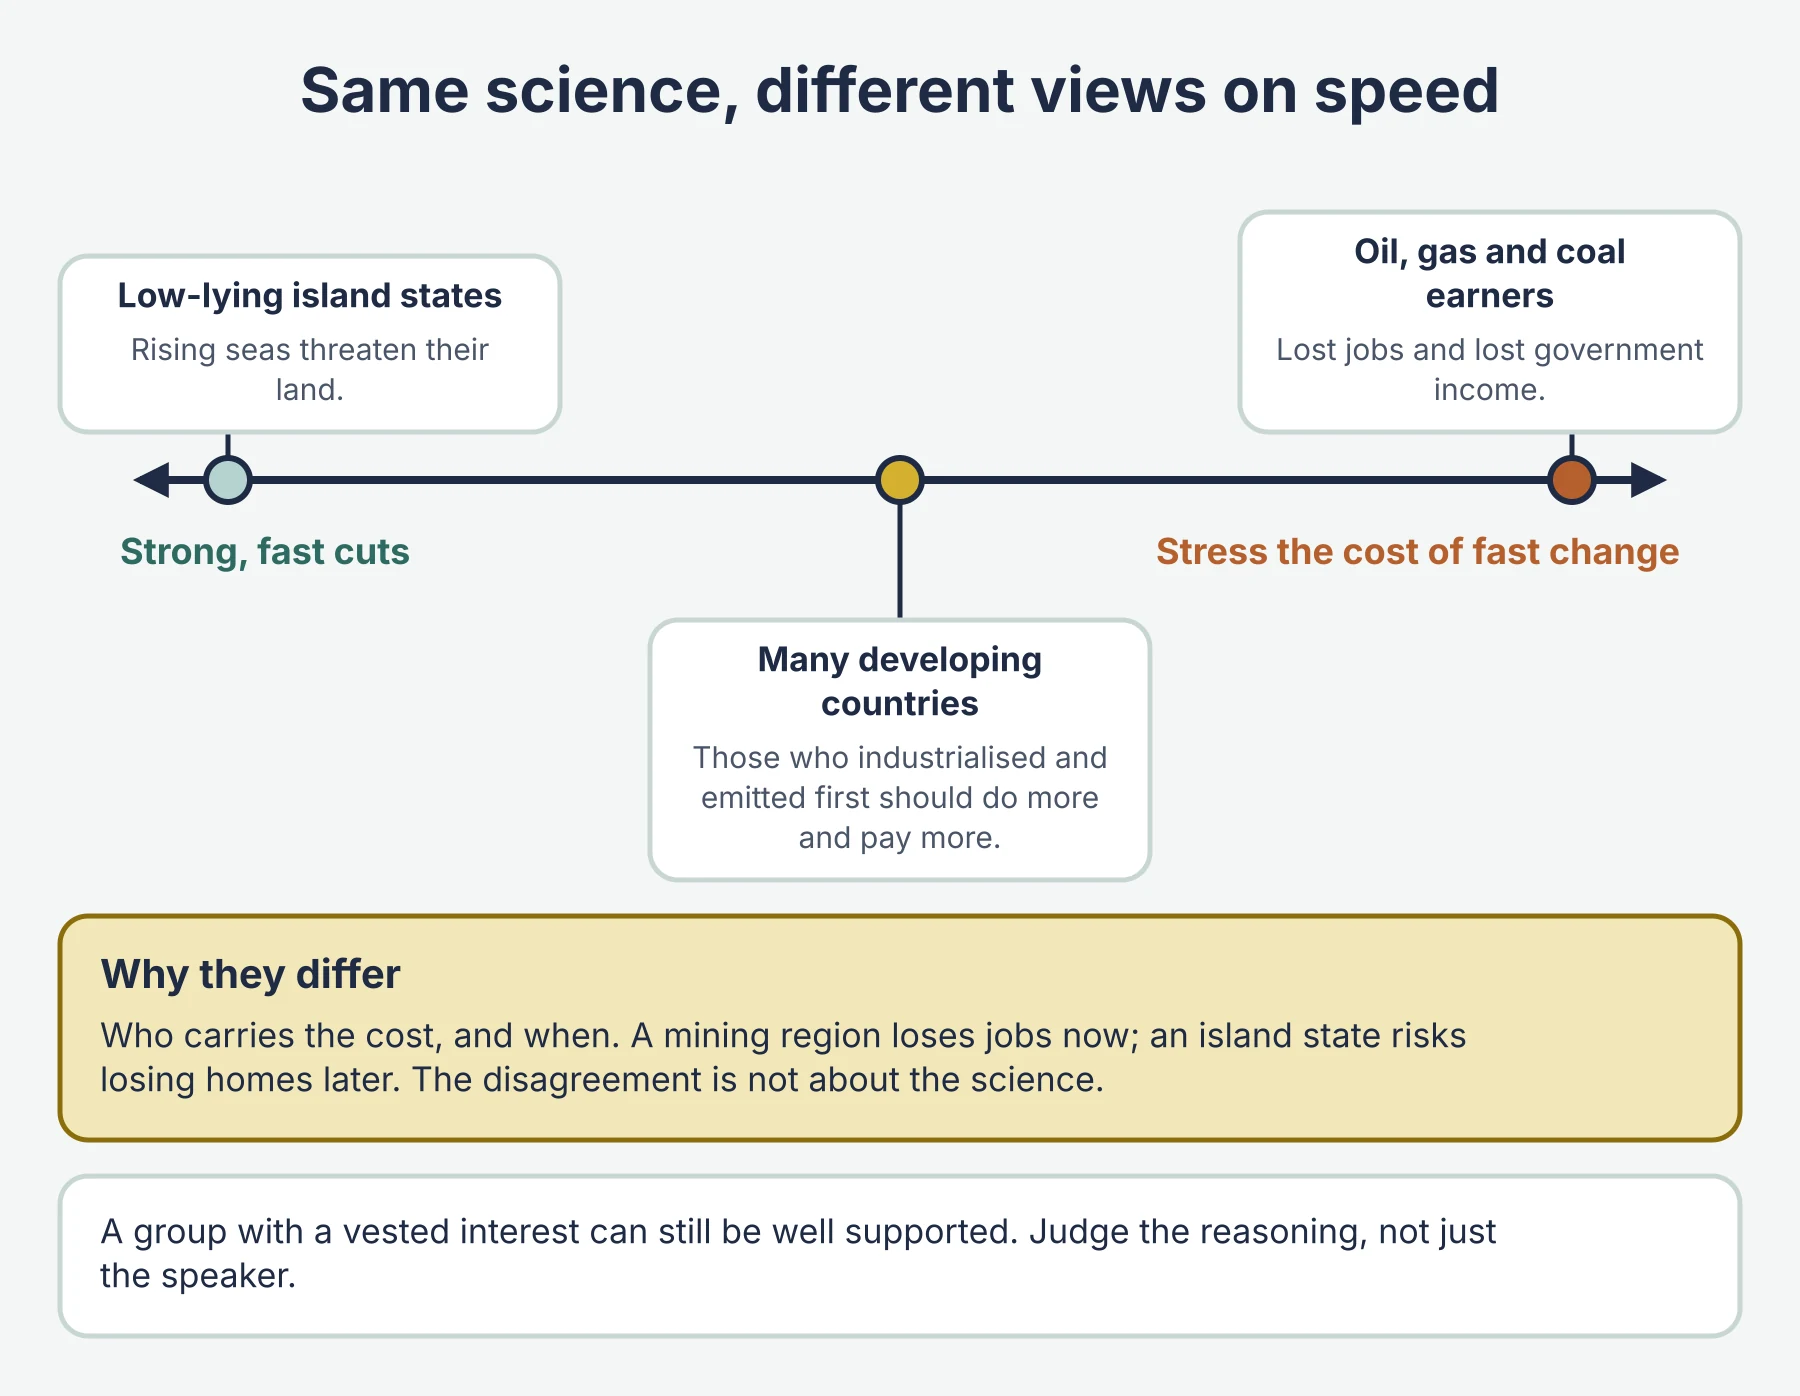 Same science, different views on speed
Low-lying island states
Rising seas threaten their
land.
Oil, gas and coal
earners
Lost jobs and lost government
income.
Strong, fast cuts
Stress the cost of fast change
Many developing
countries
Those who industrialised and
emitted first should do more
and pay more.
Why they differ
Who carries the cost, and when. A mining region loses jobs now; an island state risks
losing homes later. The disagreement is not about the science.
A group with a vested interest can still be well supported. Judge the reasoning, not just
the speaker.